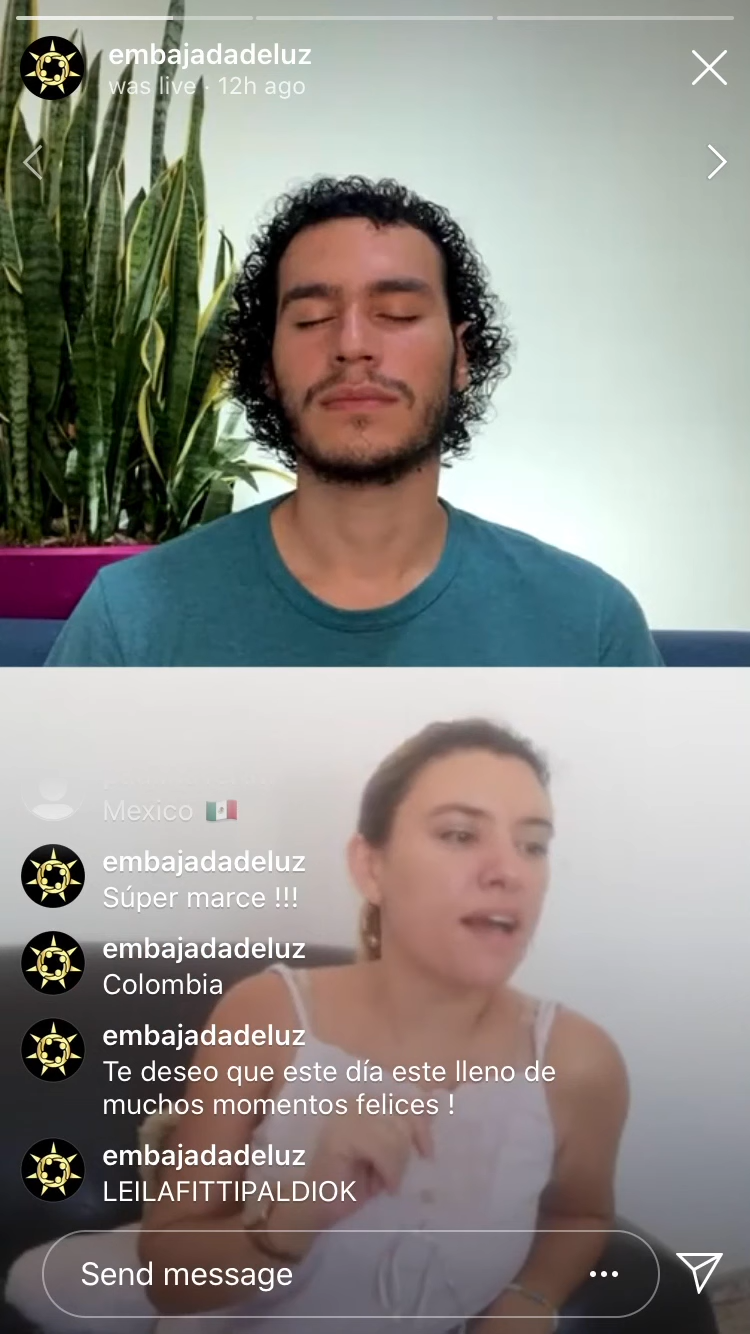 embajadadeluz
was live · 12h ago
Mexico 🇲🇽
embajadadeluz
Súper marce !!!
embajadadeluz
Colombia
embajadadeluz
Te deseo que este día este lleno de
muchos momentos felices !
embajadadeluz
LEILAFITTIPALDIOK
Send message